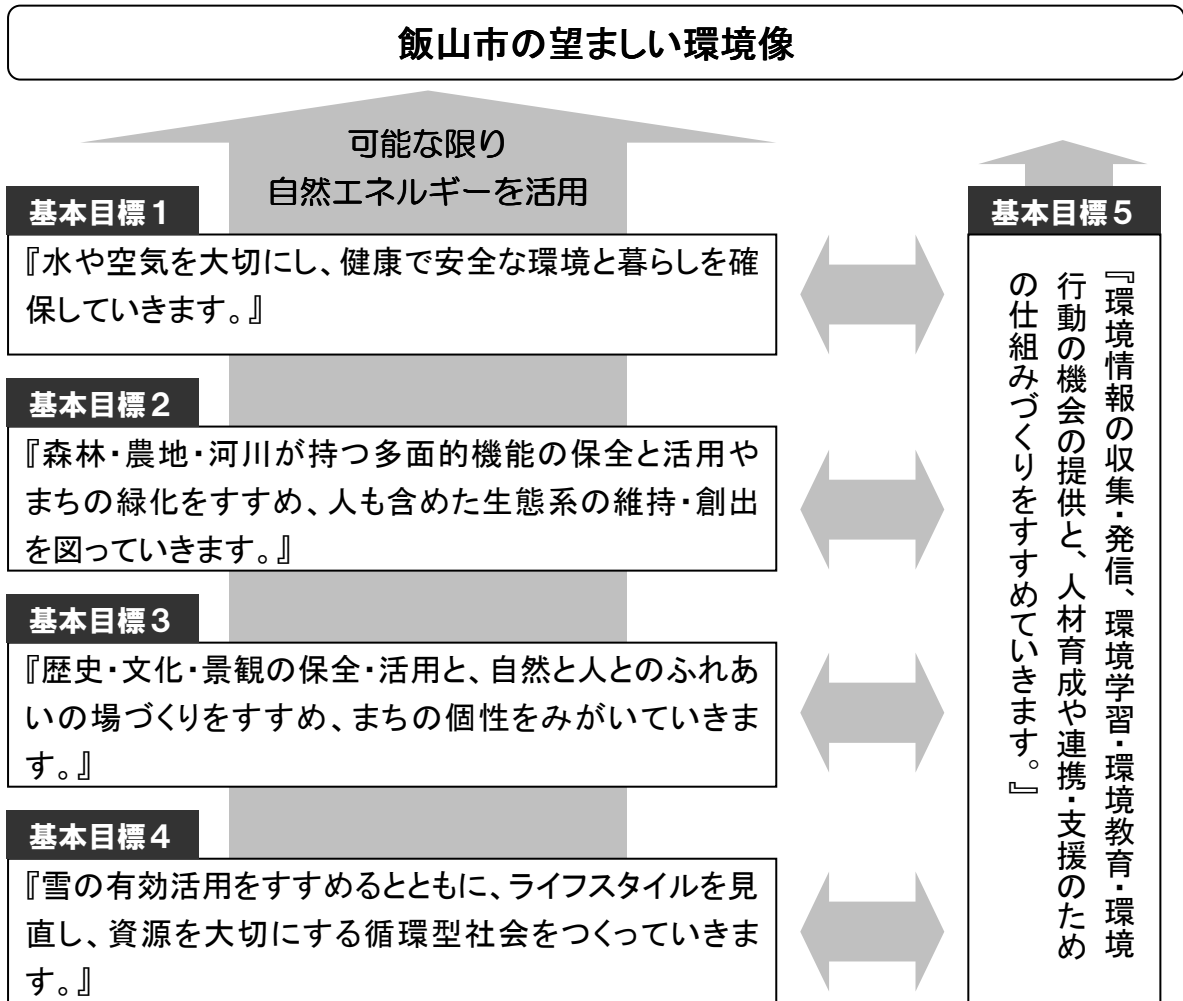 飯山市の望ましい環境像
可能な限り
自然エネルギーを活用
基本目標1
『水や空気を大切にし、健康で安全な環境と暮らしを確
保していきます。』
基本目標2
『森林・農地・河川が持つ多面的機能の保全と活用や
まちの緑化をすすめ、人も含めた生態系の維持・創出
を図っていきます。』
基本目標3
『歴史・文化・景観の保全・活用と、自然と人とのふれあ
いの場づくりをすすめ、まちの個性をみがいていきま
す。』
基本目標4
『雪の有効活用をすすめるとともに、ライフスタイルを見
直し、資源を大切にする循環型社会をつくっていきま
す。』
基本目標5
『環境情報の収集・発信、環境学習・環境教育・環境
行動の機会の提供と、人材育成や連携・支援のため
の仕組みづくりをすすめていきます。』